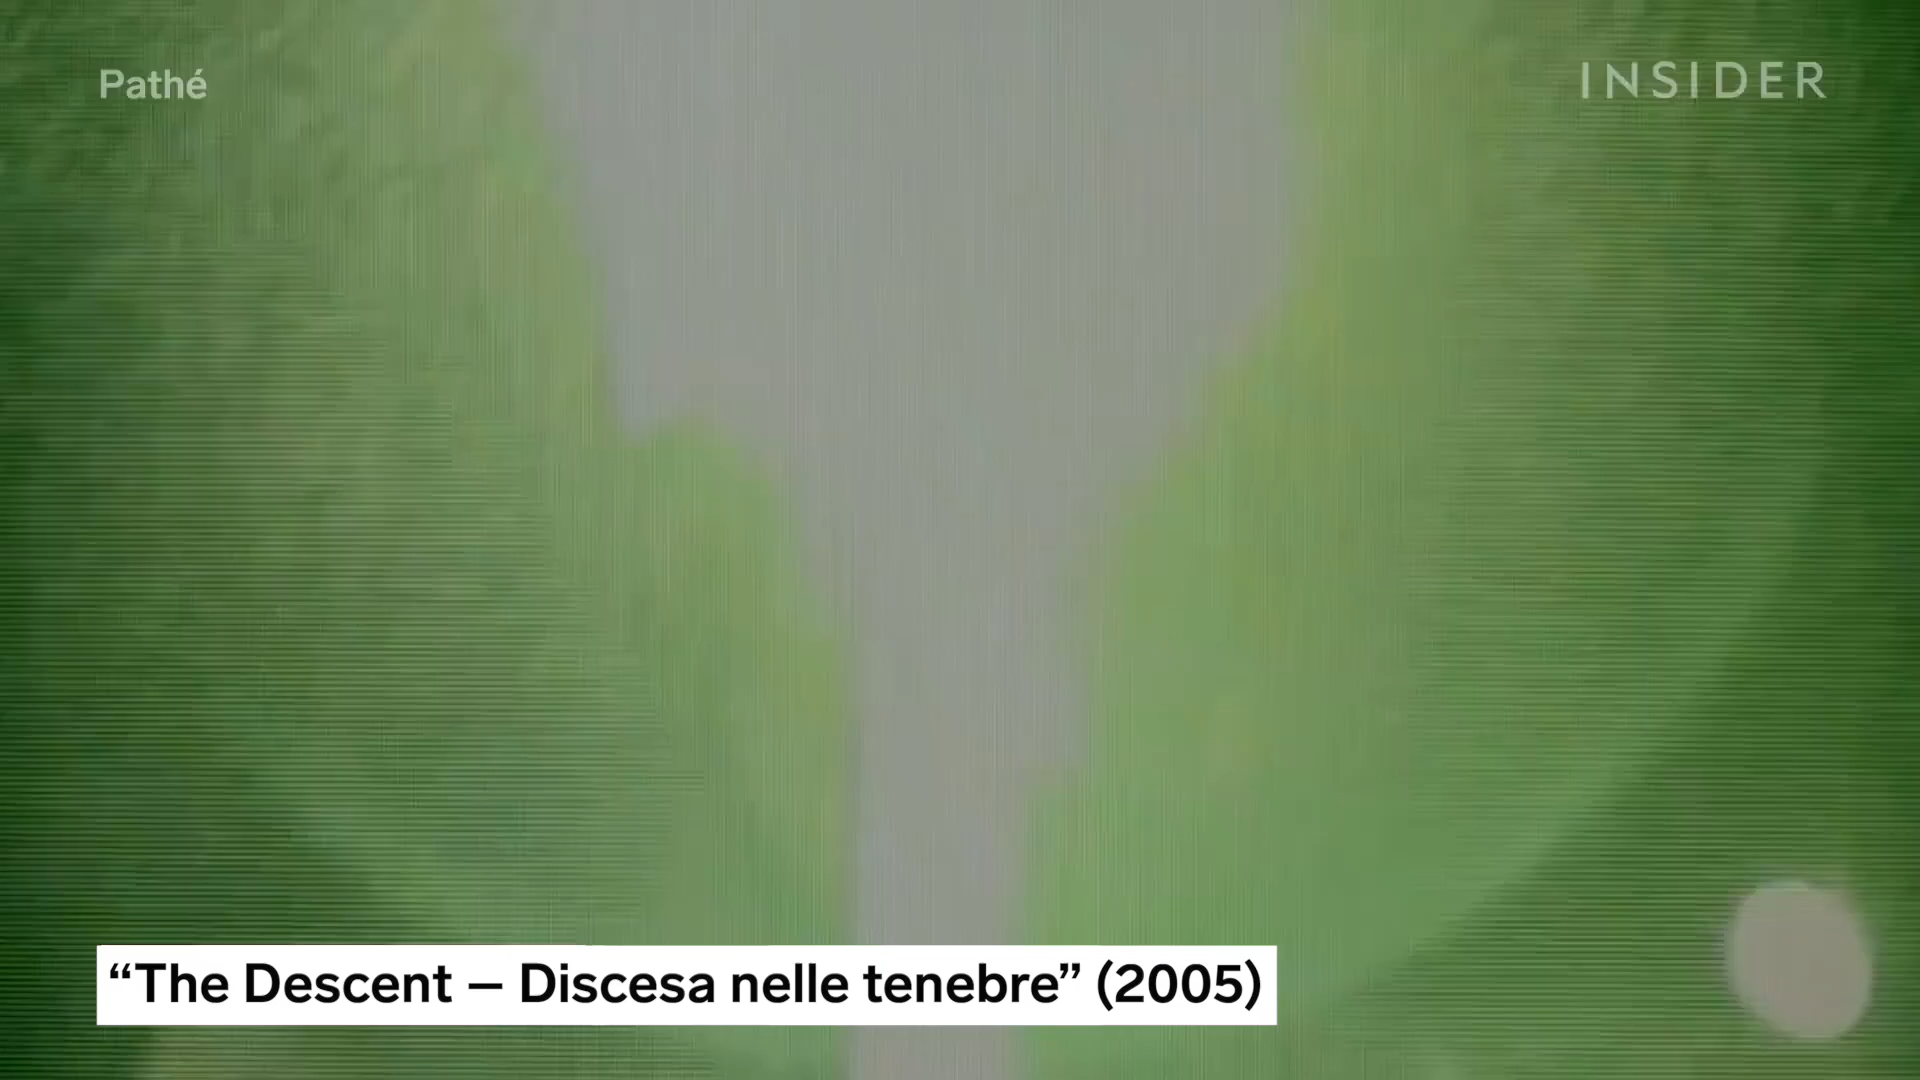 Pathé
INSIDER
“The Descent – Discesa nelle tenebre” (2005)